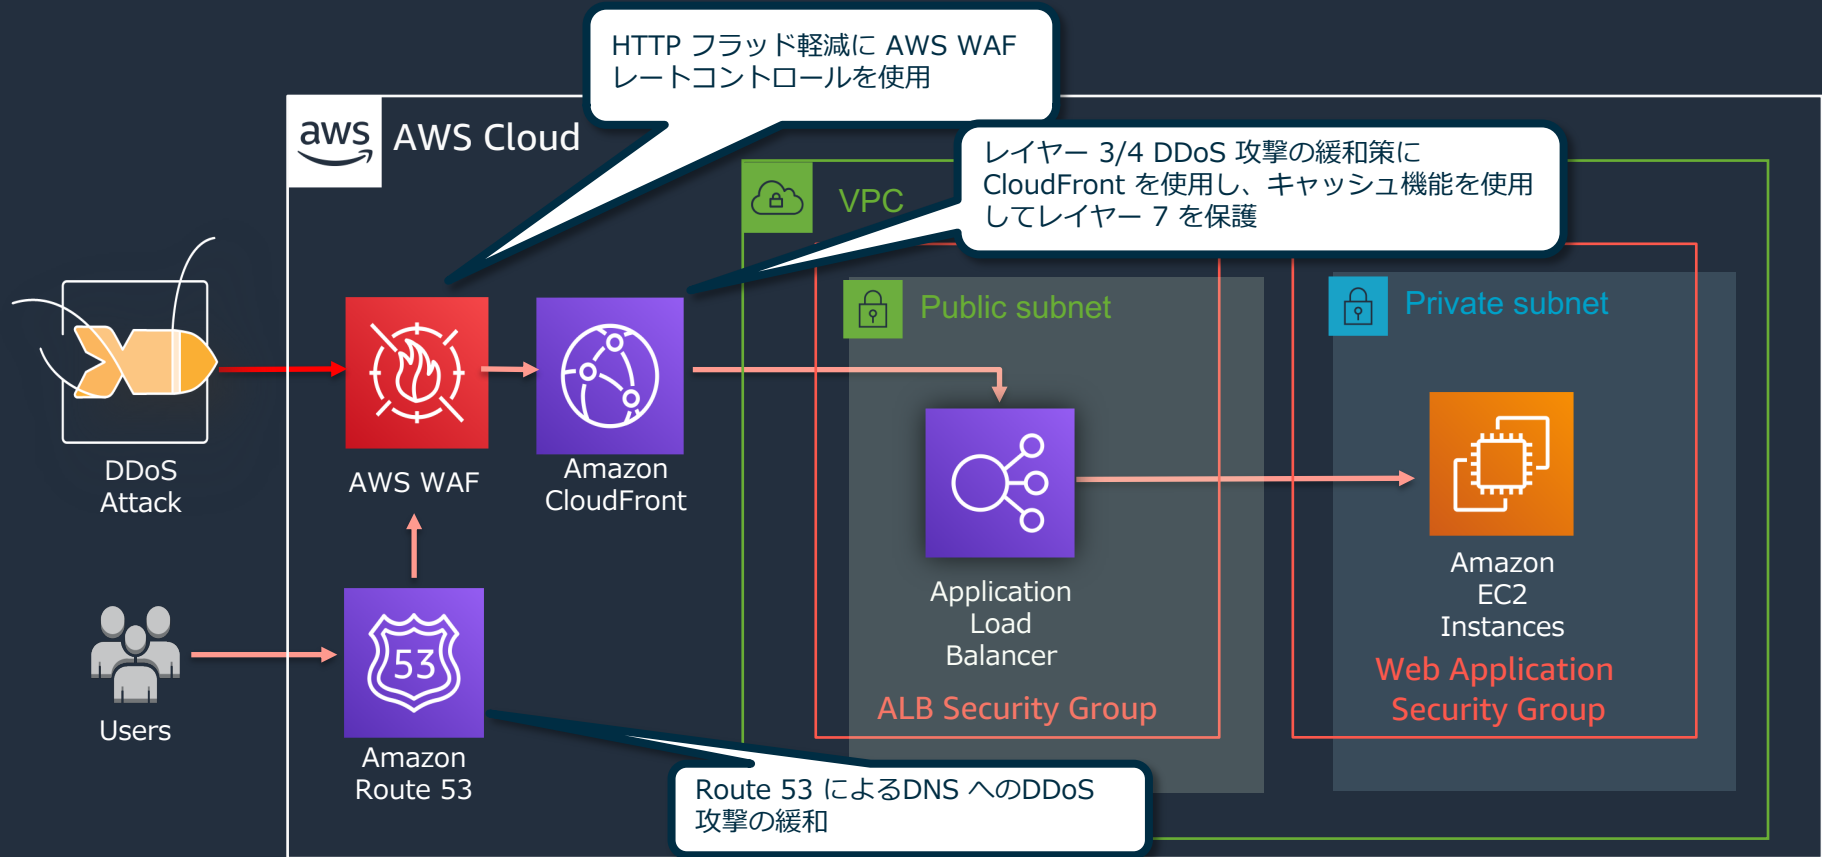 HTTP フラッド軽減に AWS WAF
レートコントロールを使用
aws
AWS Cloud
レイヤー 3/4 DDoS 攻撃の緩和策に
CloudFront を使用し、キャッシュ機能を使用
してレイヤー 7 を保護
VPC
Public subnet
Private subnet
DDoS
Attack
AWS WAF
Amazon
CloudFront
Application
Load
Balancer
ALB Security Group
Amazon
EC2
Instances
Web Application
Security Group
Users
53
Amazon
Route 53
Route 53 によるDNS へのDDoS
攻撃の緩和